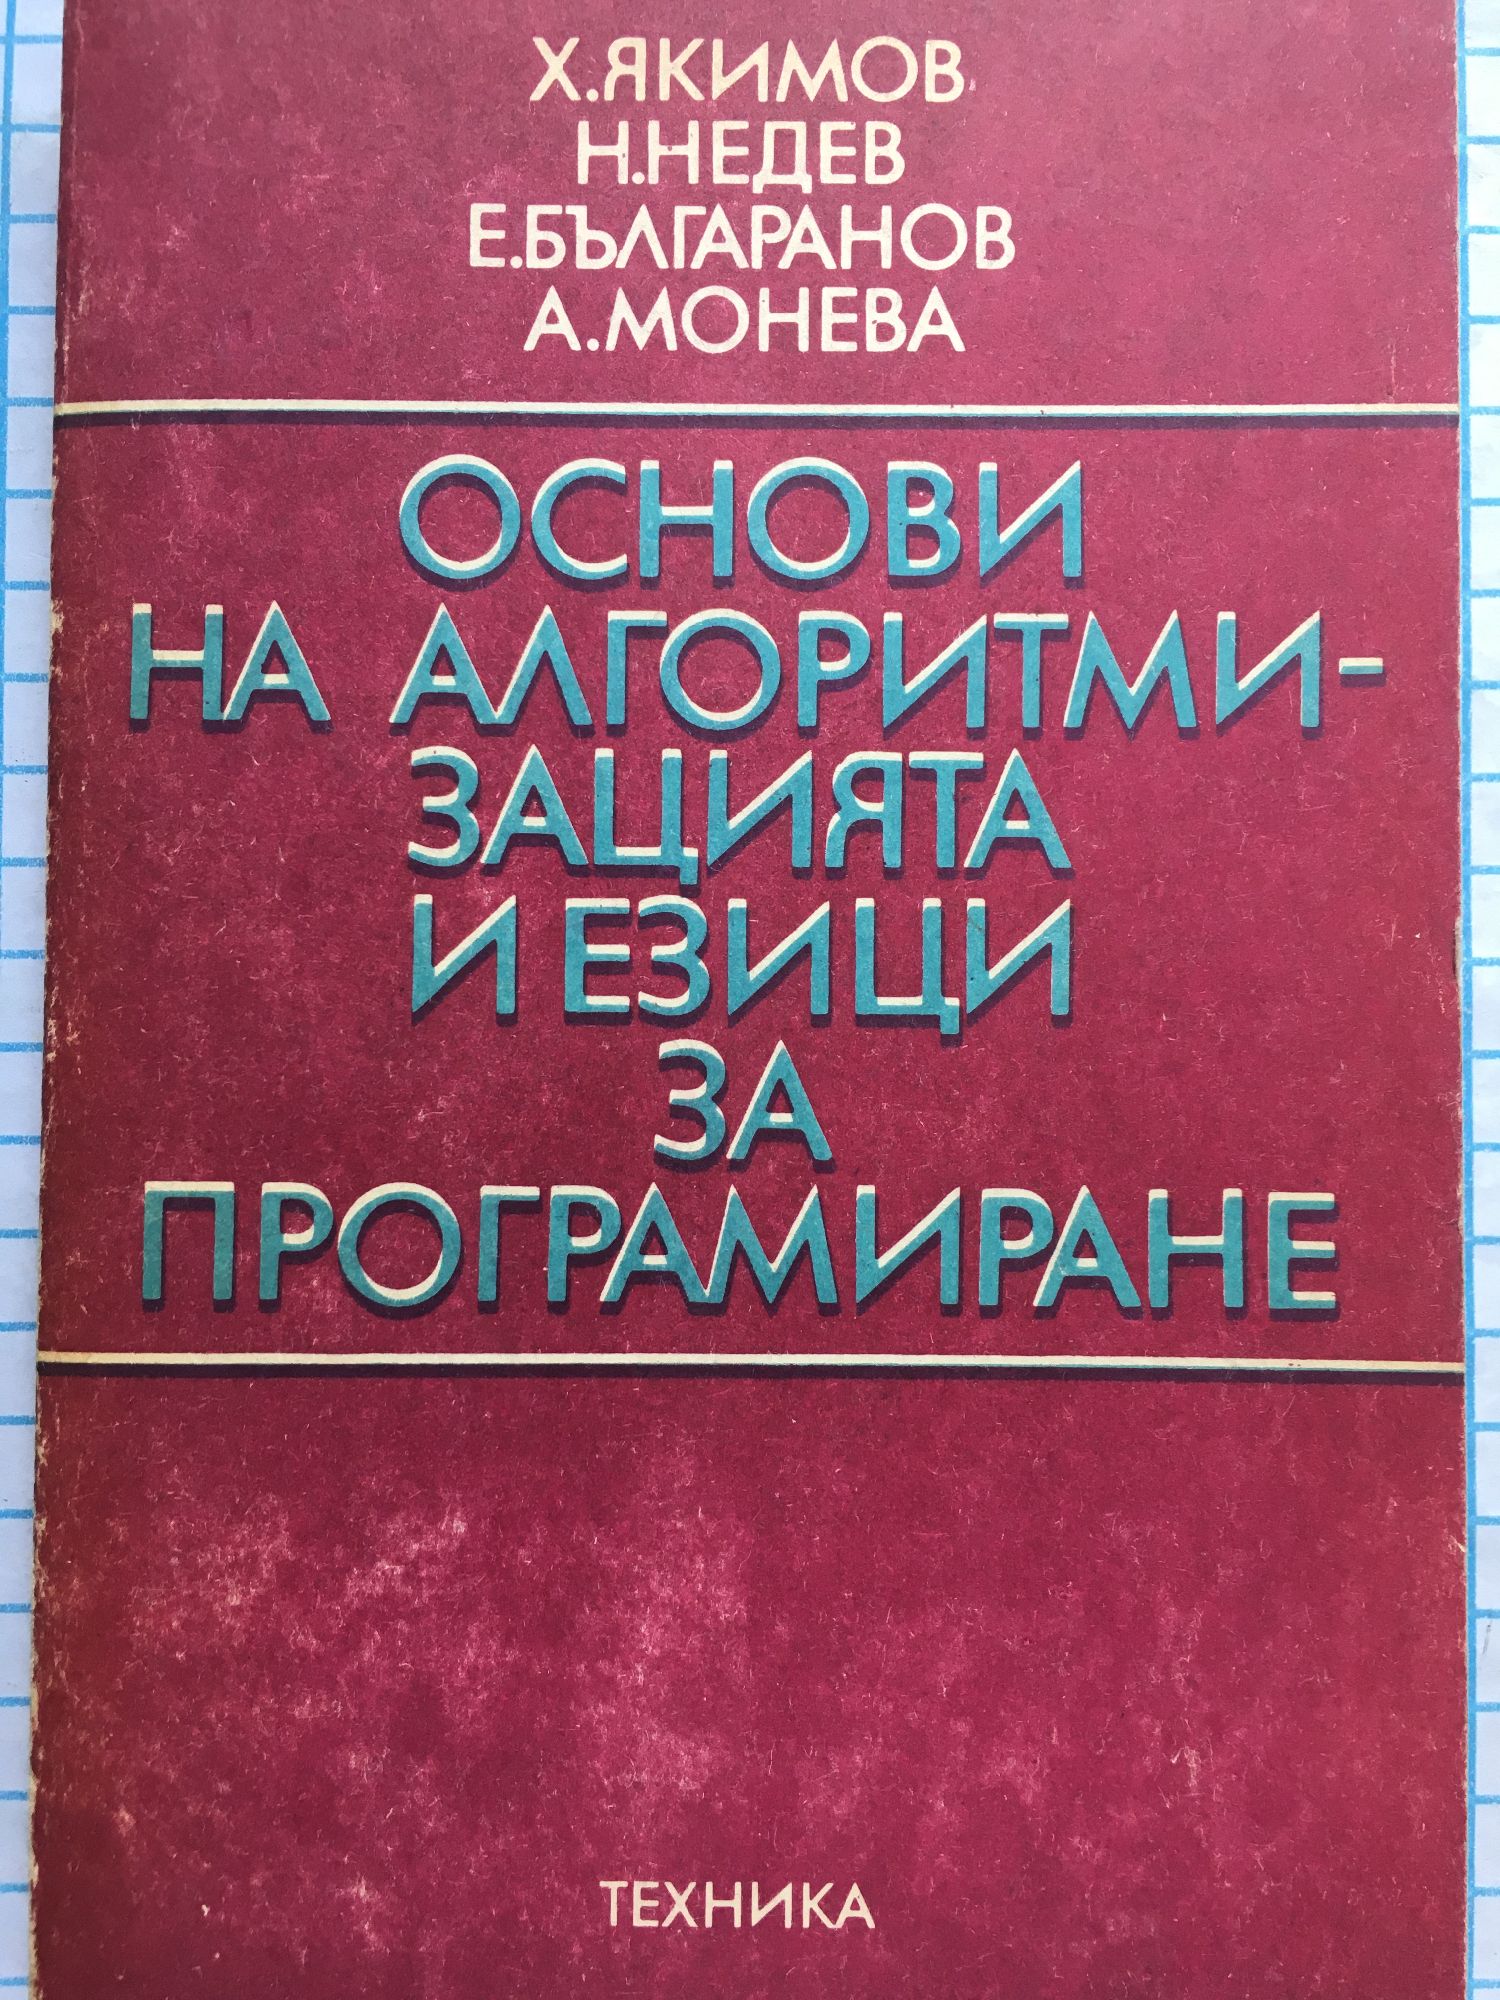 Х.ЯКИМОВ
Н.НЕДЕВ
Е.БЪЛГАРАНОВ
А.МОНЕВА
ОСНОВИ
НА АЛГОРИТМИ-
ЗАЦИЯТА
И ЕЗИЦИ
ЗА
ПРОГРАМИРАНЕ
ТЕХНИКА